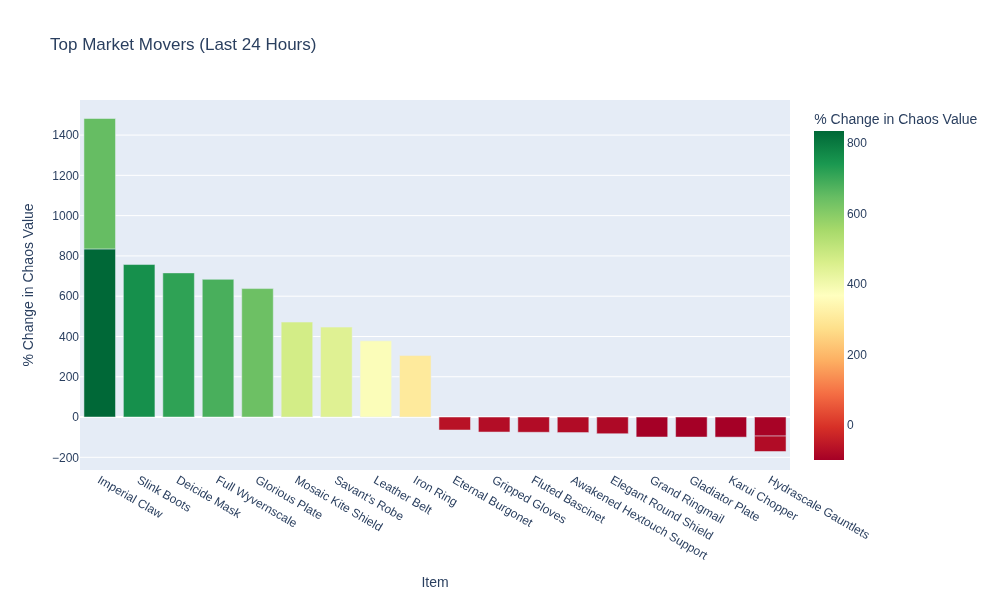 Top Market Movers (Last 24 Hours)
% Change in Chaos Value
1400
1200
1000
800
600
400
200
0
−200
% Change in Chaos Value
800
600
400
200
0
Imperial Claw
Slink Boots
Deicide Mask
Full Wyvernscale
Glorious Plate
Mosaic Kite Shield
Savant's Robe
Leather Belt
Iron Ring
Eternal Burgonet
Gripped Gloves
Fluted Bascinet
Awakened Hextouch Support
Elegant Round Shield
Grand Ringmail
Gladiator Plate
Karui Chopper
Hydrascale Gauntlets
Item